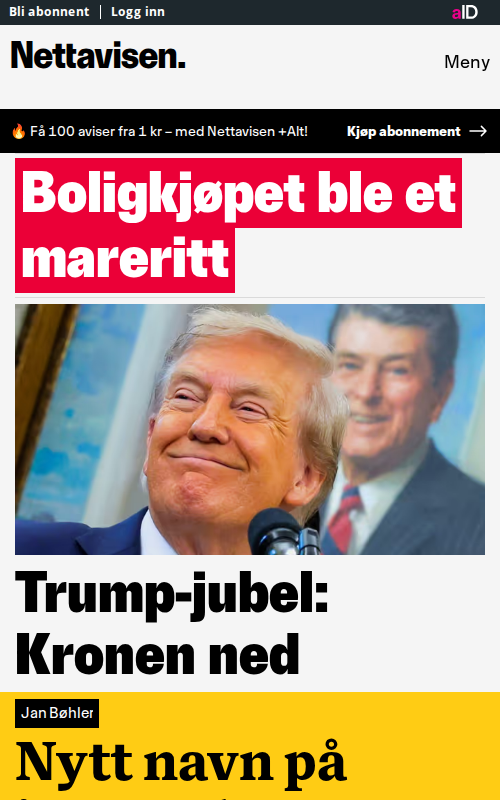 Bli abonnent | Logg inn
aID
Nettavisen.
Meny
🔥 Få 100 aviser fra 1 kr – med Nettavisen +Alt!
Kjøp abonnement →
Boligkjøpet ble et
mareritt
Trump-jubel:
Kronen ned
Jan Bøhler
Nytt navn på